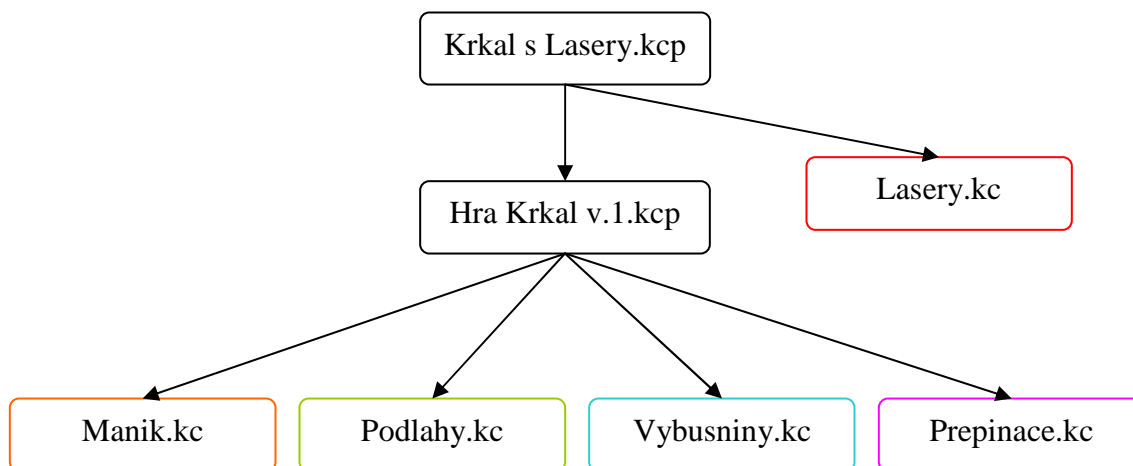 Krkal s Lasery.kcp
Lasery.kc
Hra Krkal v.1.kcp
Manik.kc
Podlahy.kc
Vybusniny.kc
Prepinace.kc